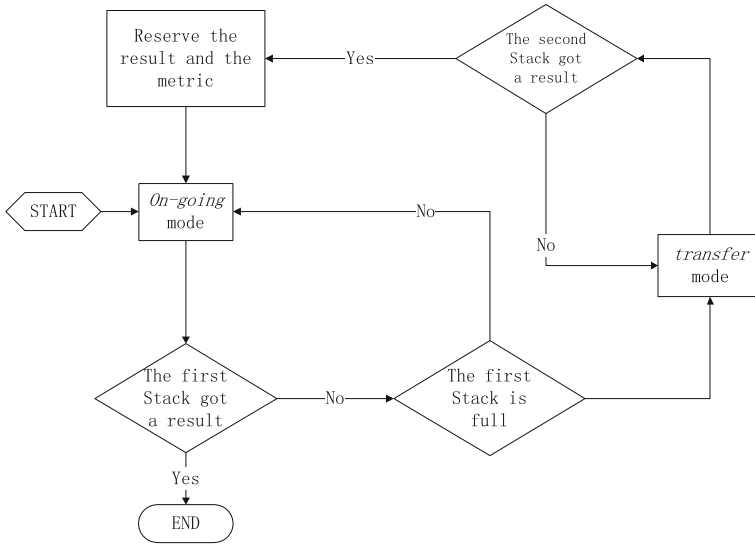 Reserve the
result and the
metric
Yes
The second
Stack got
a result
START
On-going
mode
No
No
transfer
mode
The first
Stack got
a result
No
The first
Stack is
full
Yes
END